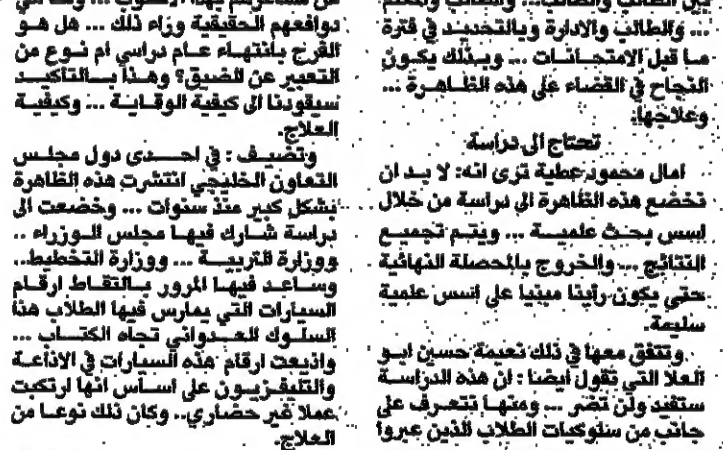 بين الطالب والطالب... والطالب والمعلم
... والطالب والادارة وبالتحديد في فترة
ما قبل الامتحانات ... وبذلك يكون
النجاح في القضاء على هذه الظاهرة ...
وعلاجها.
تحتاج الى دراسة
امال محمود عطية ترى انه: لا بد ان
تخضع هذه الظاهرة الى دراسة من خلال
اسس بحث علمية ... ويتم تجميع
النتائج ... والخروج بالمحصلة النهائية
حتى يكون رأينا مبنيا على اسس علمية
سليمة.
وتتفق معها في ذلك نعيمة حسين ابو
العلا التي تقول ايضا: ان هذه الدراسة
ستفيد ولن تضر ... ومنها نتعرف على
جانب من سلوكيات الطلاب الذين عبروا
عن مشاعرهم بهذا الاسلوب ... وما هي
دوافعهم الحقيقية وراء ذلك ... هل هو
الفرح بانتهاء عام دراسي ام نوع من
التعبير عن الضيق؟ وهذا بالتأكيد
سيقودنا الى كيفية الوقاية ... وكيفية
العلاج.
وتضيف: في احدى دول مجلس
التعاون الخليجي انتشرت هذه الظاهرة
بشكل كبير منذ سنوات ... وخضعت الى
دراسة شارك فيها مجلس الوزراء ..
ووزارة التربية ... ووزارة التخطيط..
وساعد فيها المرور بالتقاط ارقام
السيارات التي يمارس فيها الطلاب هذا
السلوك العدواني تجاه الكتاب ...
واذيعت ارقام هذه السيارات في الاذاعة
والتليفزيون على اساس انها ارتكبت
عملا غير حضاري.. وكان ذلك نوعا من
العلاج.